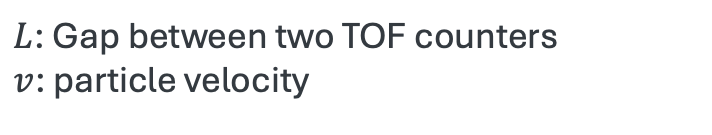 L: Gap between two TOF counters
v: particle velocity